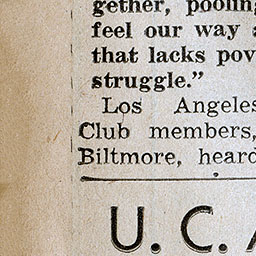 gether, pooling
feel our way a
that lacks pov
struggle.”
Los Angeles
Club members,
Biltmore, heard
U. C. A